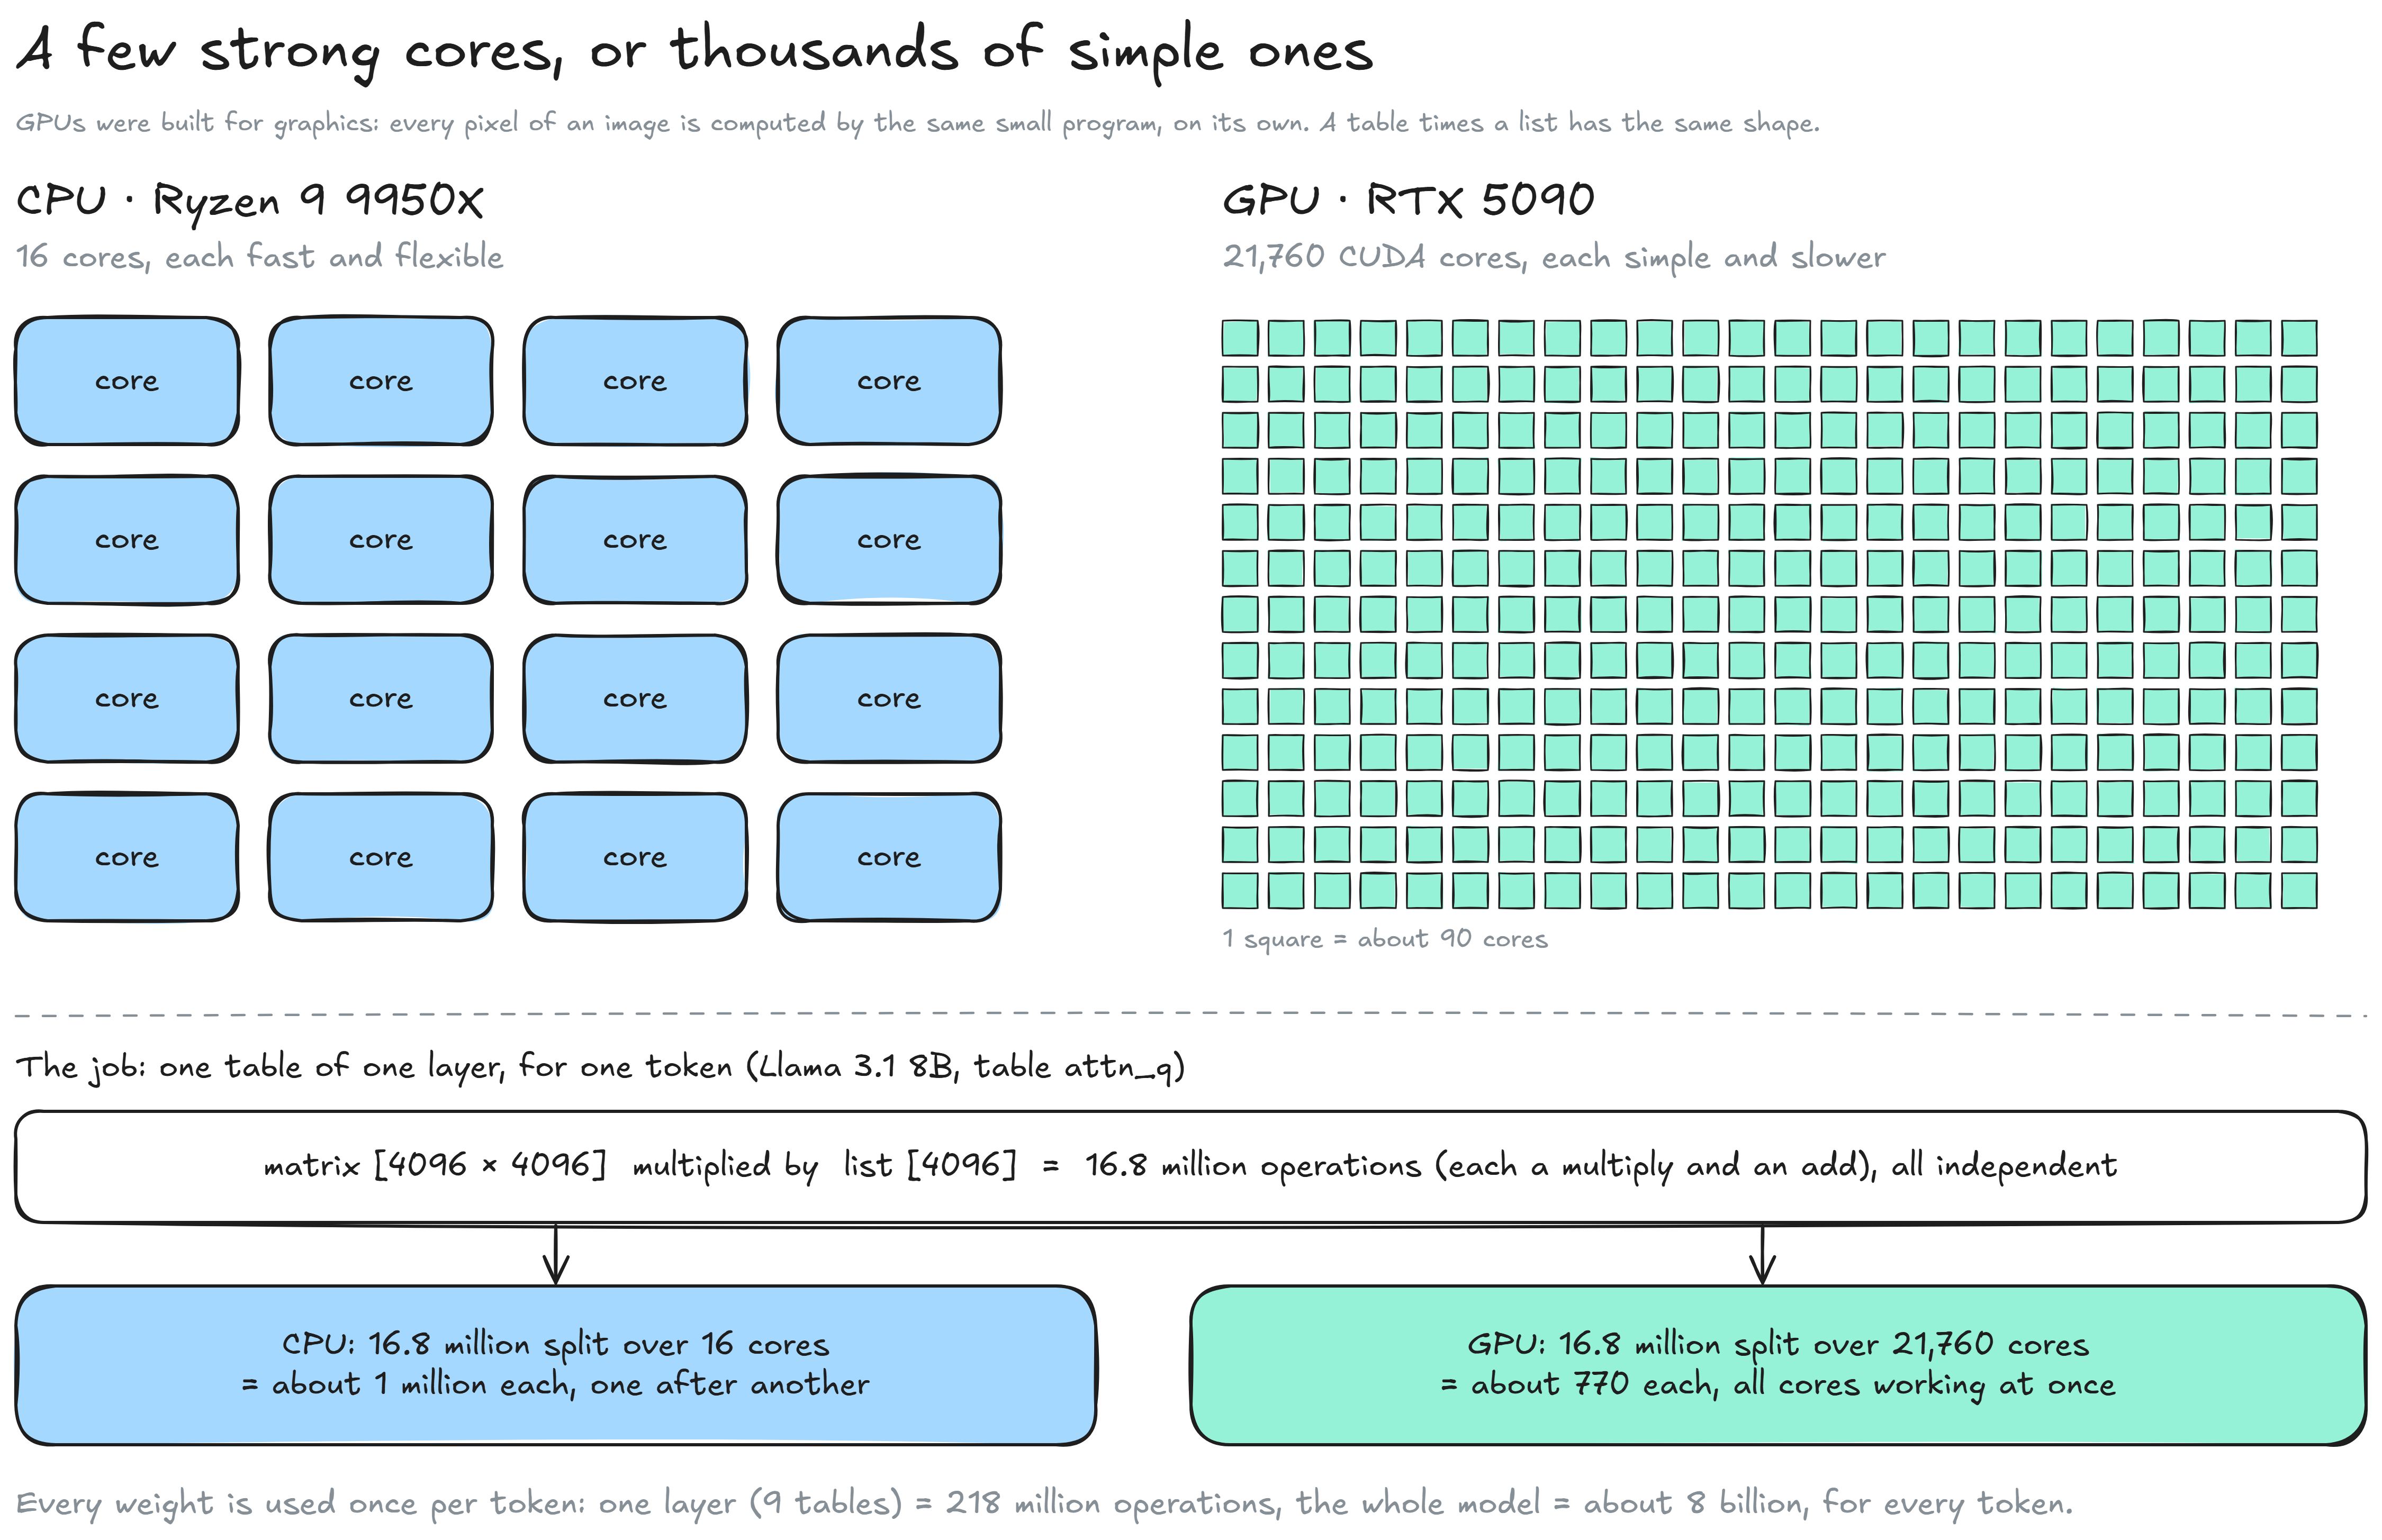 A few strong cores, or thousands of simple ones
GPUs were built for graphics: every pixel of an image is computed by the same small program, on its own. A table times a list has the same shape.
CPU · Ryzen 9 9950X
16 cores, each fast and flexible
core core core core
core core core core
core core core core
core core core core
GPU · RTX 5090
21,760 CUDA cores, each simple and slower
1 square = about 90 cores
The job: one table of one layer, for one token (Llama 3.1 8B, table attn_q)
matrix [4096 × 4096] multiplied by list [4096] = 16.8 million operations (each a multiply and an add), all independent
CPU: 16.8 million split over 16 cores
= about 1 million each, one after another
GPU: 16.8 million split over 21,760 cores
= about 770 each, all cores working at once
Every weight is used once per token: one layer (9 tables) = 218 million operations, the whole model = about 8 billion, for every token.